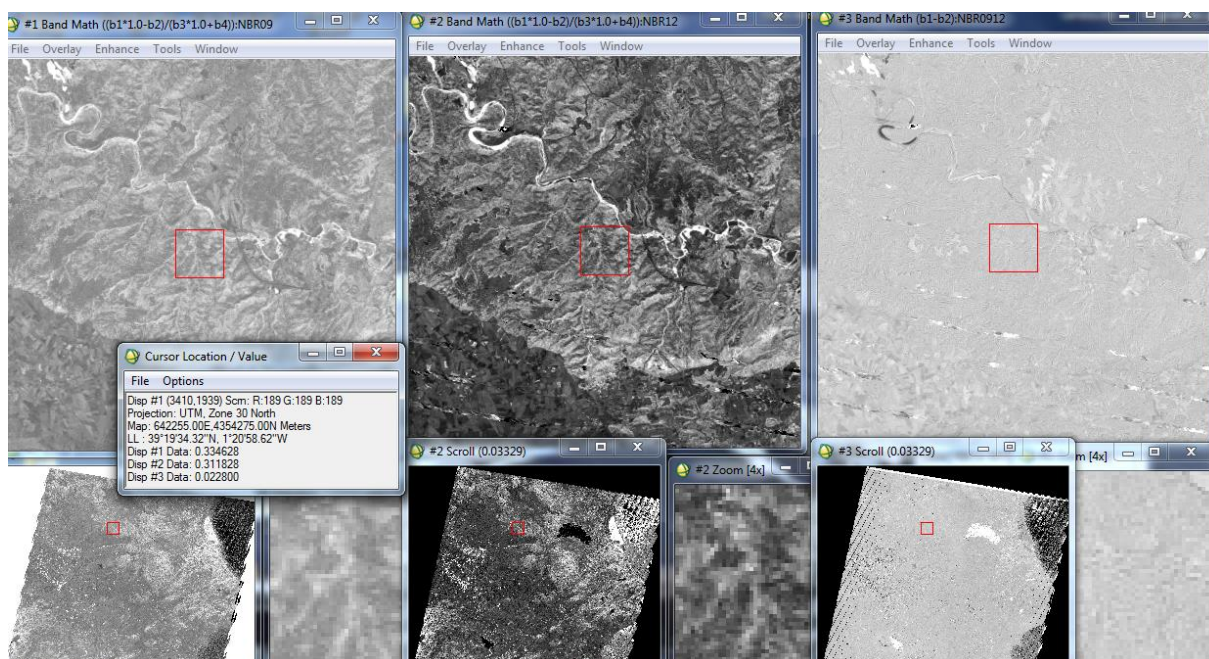 #1 Band Math ((b1*1.0-b2)/(b3*1.0+b4)):NBR09
File Overlay Enhance Tools Window
#2 Band Math ((b1*1.0-b2)/(b3*1.0+b4)):NBR12
File Overlay Enhance Tools Window
#3 Band Math (b1-b2):NBR0912
File Overlay Enhance Tools Window
Cursor Location / Value
File Options
Disp #1 (3410,1939) Scrn: R:189 G:189 B:189
Projection: UTM, Zone 30 North
Map: 642255.00E,4354275.00N Meters
LL : 39°19'34.32"N, 1°20'58.62"W
Disp #1 Data: 0.334628
Disp #2 Data: 0.311828
Disp #3 Data: 0.022800
#2 Scroll (0.03329)
#2 Zoom [4x]
#3 Scroll (0.03329)
[4x]